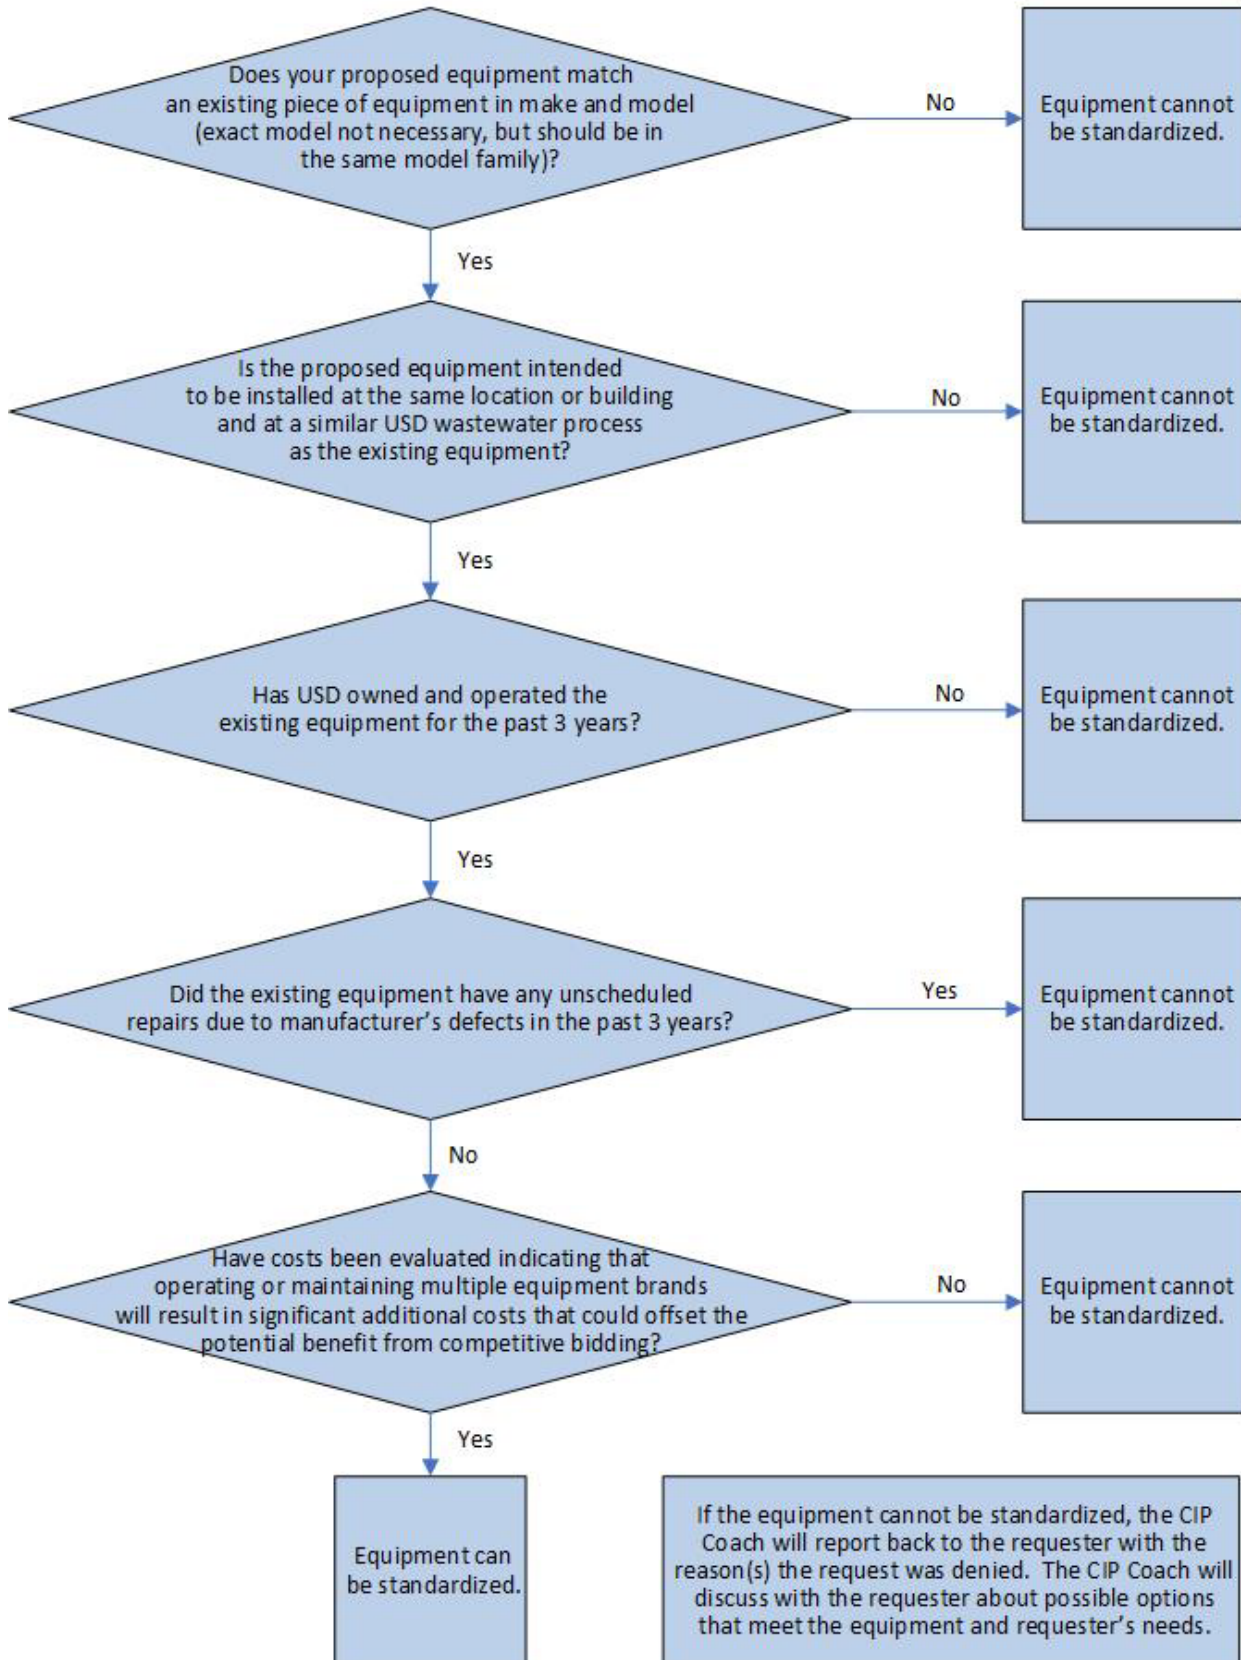 Does your proposed equipment match
an existing piece of equipment in make and model
(exact model not necessary, but should be in
the same model family)?
No
Equipment cannot
be standardized.
Yes
Is the proposed equipment intended
to be installed at the same location or building
and at a similar USD wastewater process
as the existing equipment?
No
Equipment cannot
be standardized.
Yes
Has USD owned and operated the
existing equipment for the past 3 years?
No
Equipment cannot
be standardized.
Yes
Did the existing equipment have any unscheduled
repairs due to manufacturer's defects in the past 3 years?
Yes
Equipment cannot
be standardized.
No
Have costs been evaluated indicating that
operating or maintaining multiple equipment brands
will result in significant additional costs that could offset the
potential benefit from competitive bidding?
No
Equipment cannot
be standardized.
Yes
Equipment can
be standardized.
If the equipment cannot be standardized, the CIP
Coach will report back to the requester with the
reason(s) the request was denied.  The CIP Coach will
discuss with the requester about possible options
that meet the equipment and requester's needs.